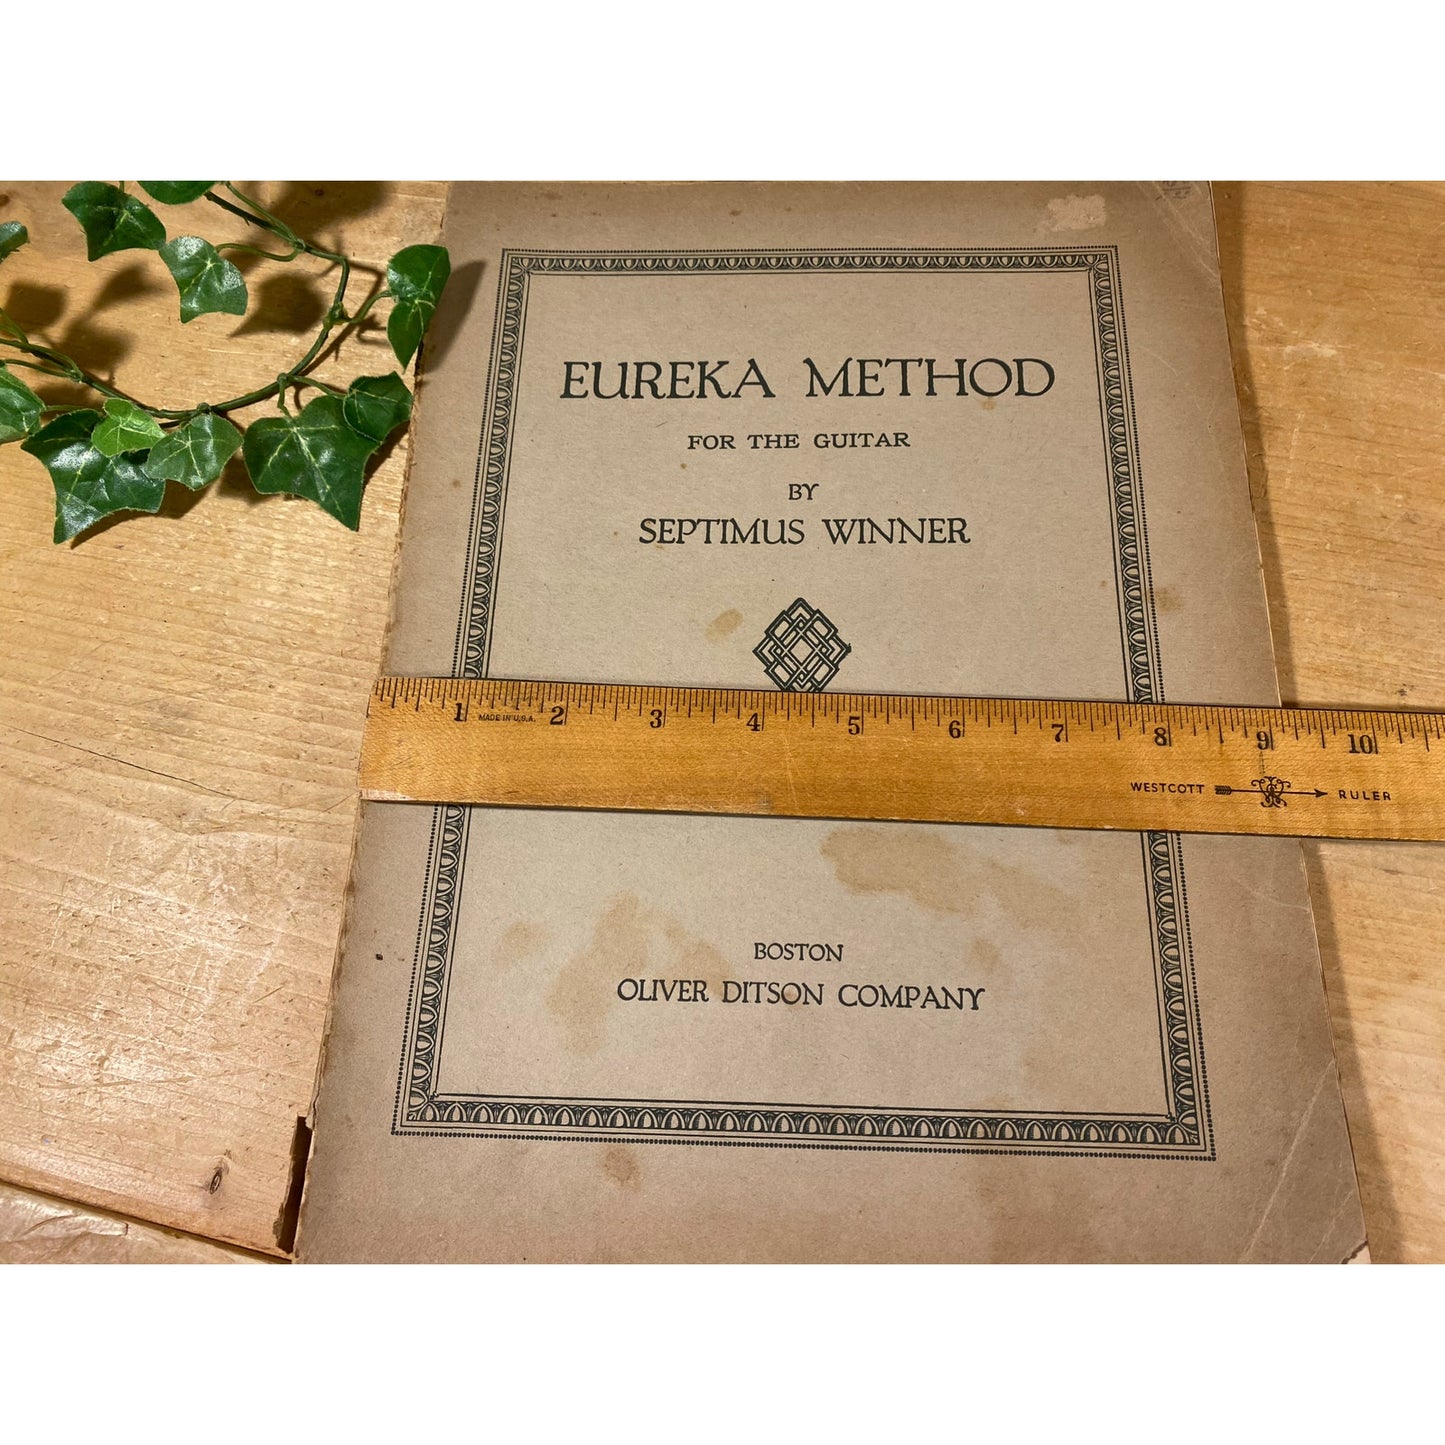 EUREKA METHOD
FOR THE GUITAR
BY
SEPTIMUS WINNER
1 2 3 4 5 6 7 8 9 10
MADE IN U.S.A.
WESTCOTT RULER
BOSTON
OLIVER DITSON COMPANY